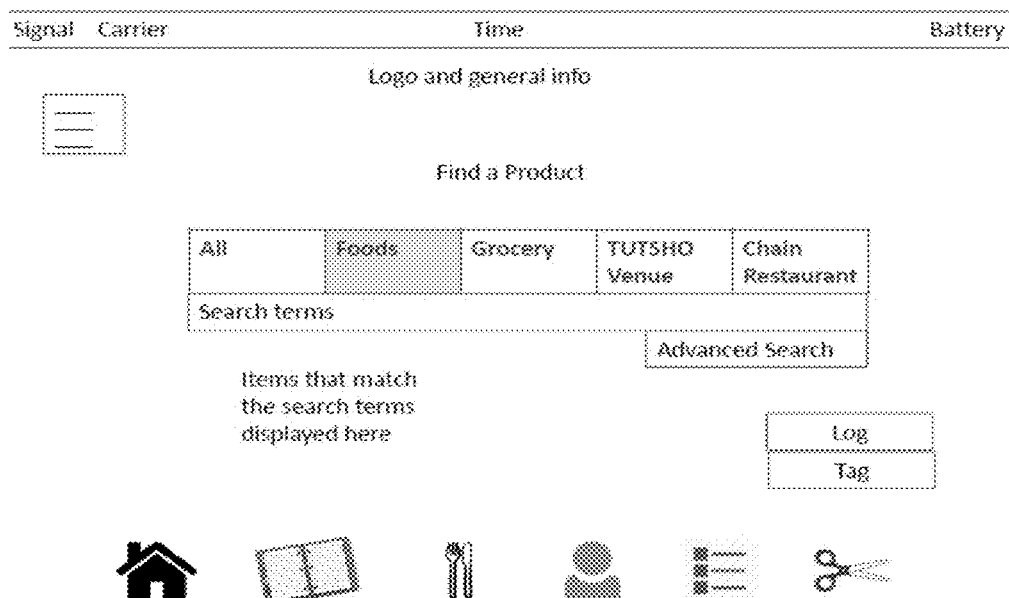 Signal Carrier Time Battery
Logo and general info
Find a Product
All Foods Grocery TUTSHO Venue Chain Restaurant
Search terms
Advanced Search
Items that match
the search terms
displayed here
Log
Tag